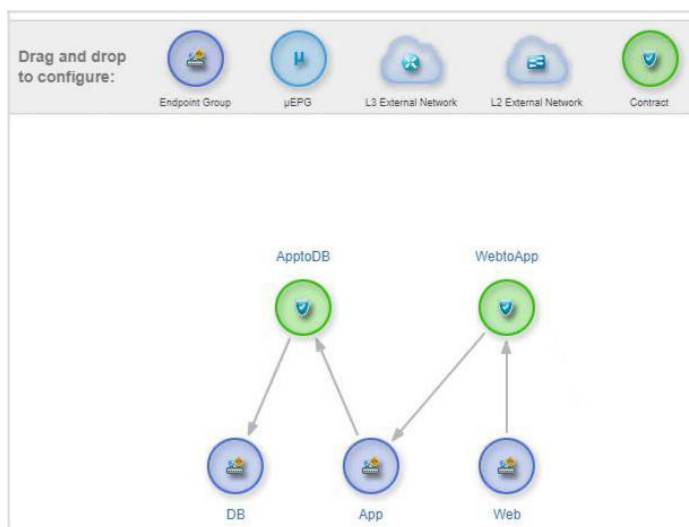 Drag and drop
to configure:
Endpoint Group
µEPG
L3 External Network
L2 External Network
Contract
µ
ApptoDB
WebtoApp
DB
App
Web